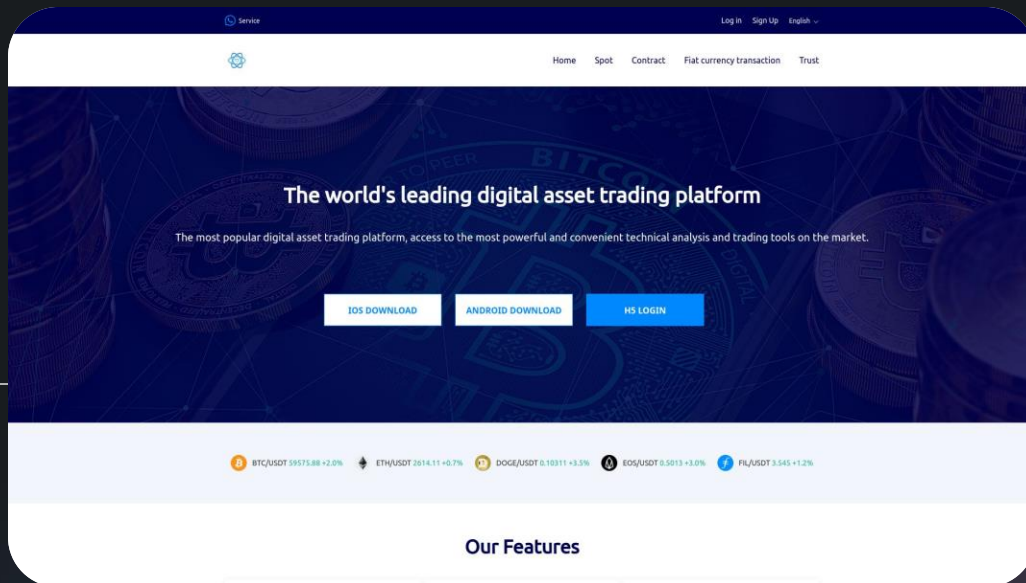 Service Log in Sign Up English
Home Spot Contract Fiat currency transaction Trust
The world's leading digital asset trading platform
The most popular digital asset trading platform, access to the most powerful and convenient technical analysis and trading tools on the market.
IOS DOWNLOAD ANDROID DOWNLOAD H5 LOGIN
BTC/USDT 59575.88 +2.0% ETH/USDT 2614.11 +0.7% DOGE/USDT 0.10311 +3.5% EOS/USDT 0.5013 +3.0% FIL/USDT 3.545 +1.2%
Our Features